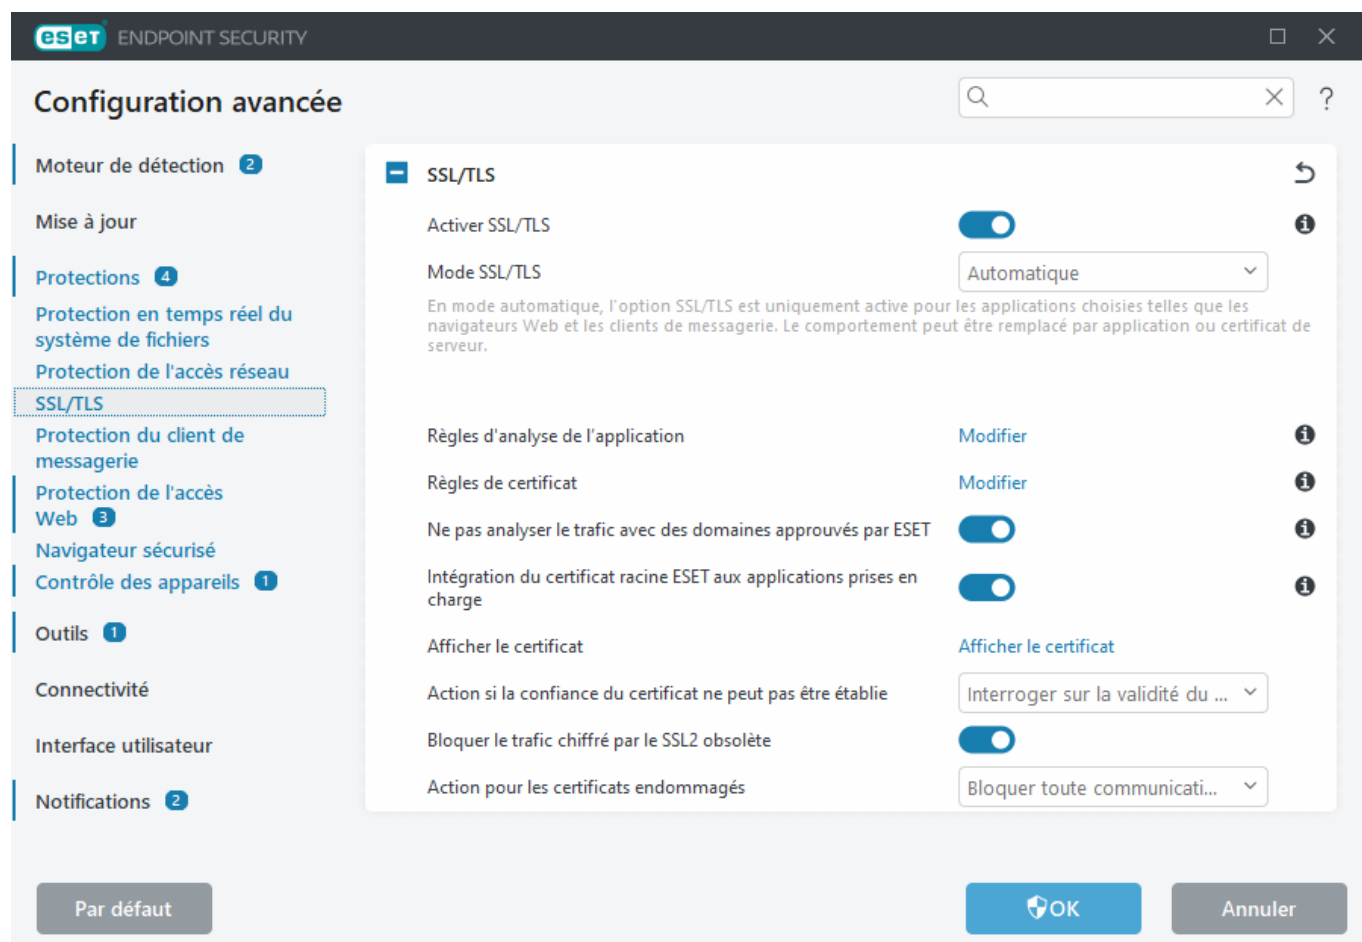 eset ENDPOINT SECURITY
Configuration avancée
?
Moteur de détection 2
Mise à jour
Protections 4
Protection en temps réel du
système de fichiers
Protection de l'accès réseau
SSL/TLS
Protection du client de
messagerie
Protection de l'accès
Web 3
Navigateur sécurisé
Contrôle des appareils 1
Outils 1
Connectivité
Interface utilisateur
Notifications 2
SSL/TLS
Activer SSL/TLS
Mode SSL/TLS Automatique
En mode automatique, l'option SSL/TLS est uniquement active pour les applications choisies telles que les
navigateurs Web et les clients de messagerie. Le comportement peut être remplacé par application ou certificat de
serveur.
Règles d'analyse de l'application Modifier
Règles de certificat Modifier
Ne pas analyser le trafic avec des domaines approuvés par ESET
Intégration du certificat racine ESET aux applications prises en
charge
Afficher le certificat Afficher le certificat
Action si la confiance du certificat ne peut pas être établie Interroger sur la validité du ...
Bloquer le trafic chiffré par le SSL2 obsolète
Action pour les certificats endommagés Bloquer toute communicati...
Par défaut OK Annuler